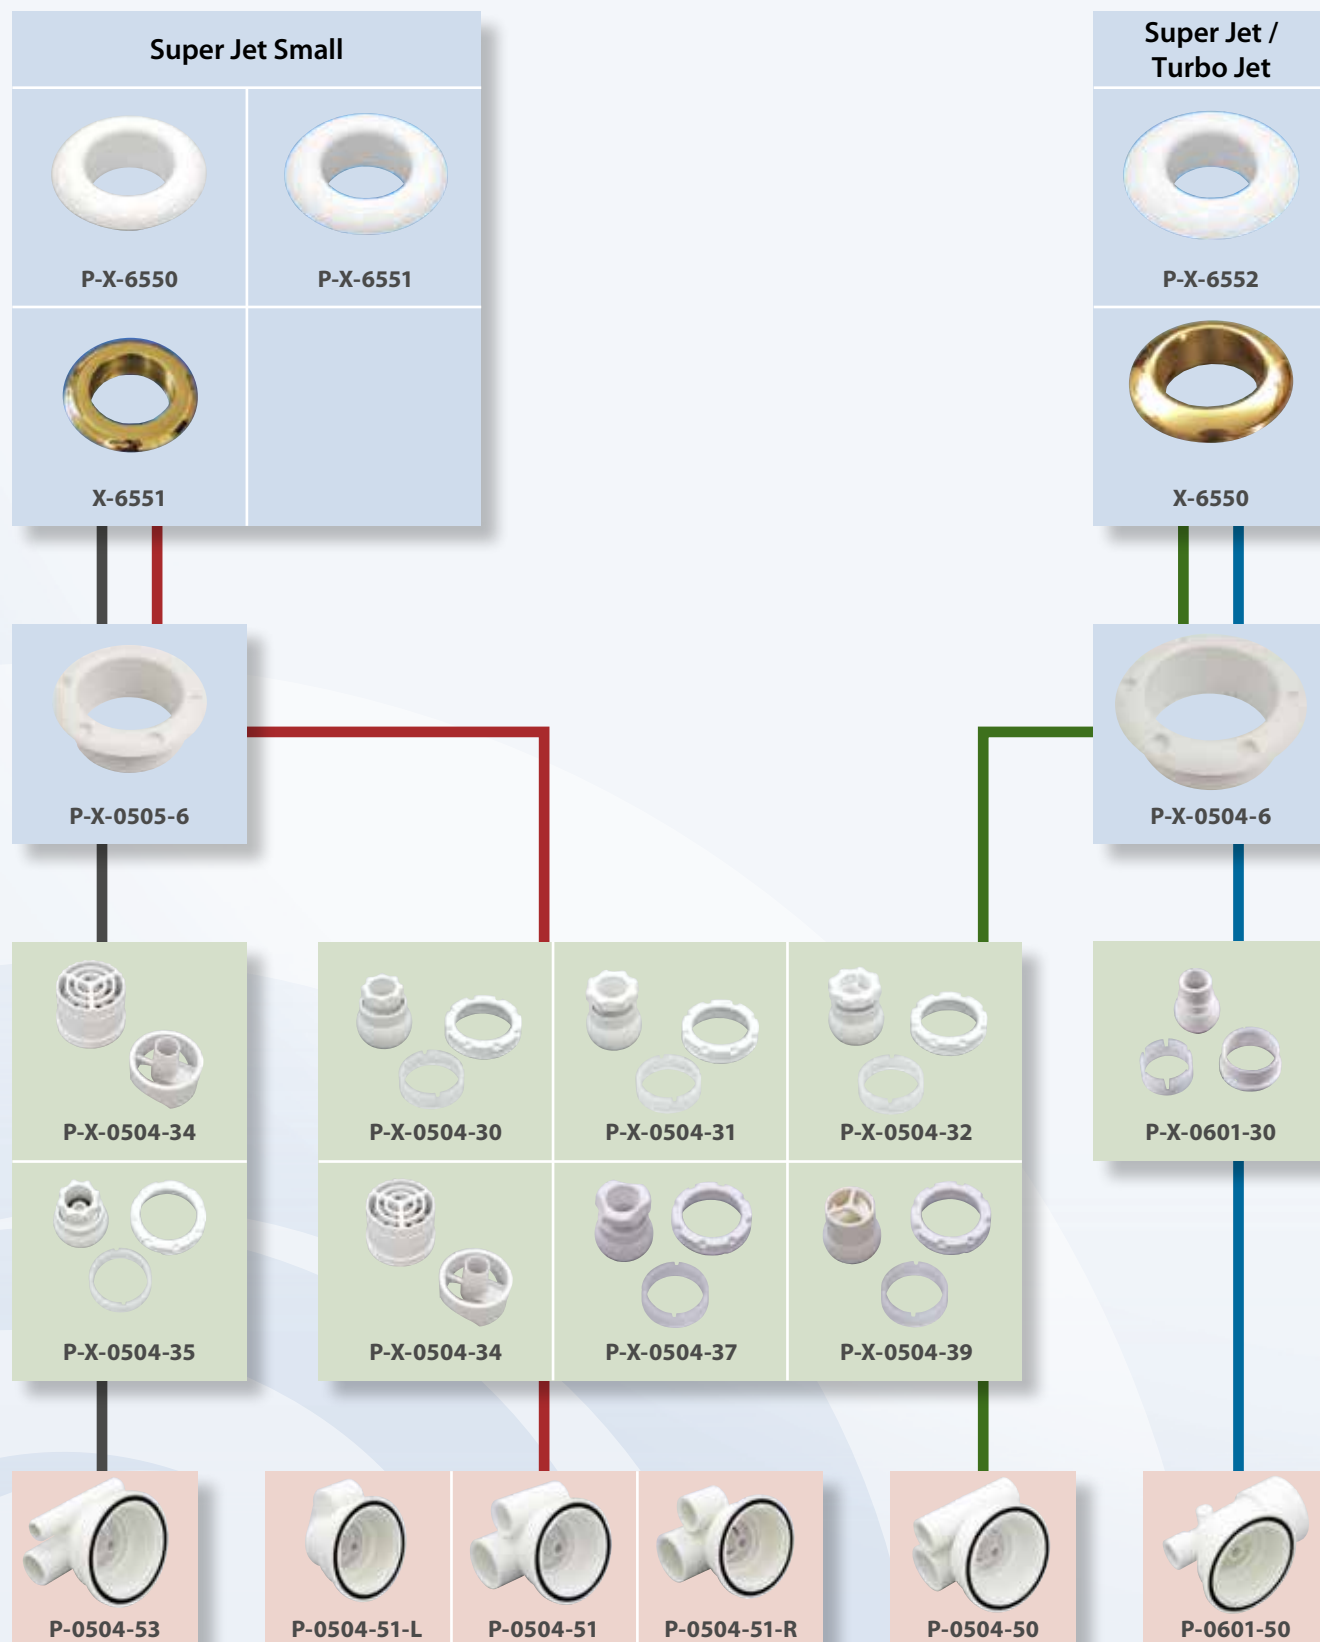 Super Jet Small
Super Jet /
Turbo Jet
P-X-6550
P-X-6551
P-X-6552
X-6551
X-6550
P-X-0505-6
P-X-0504-6
P-X-0504-34
P-X-0504-30
P-X-0504-31
P-X-0504-32
P-X-0601-30
P-X-0504-35
P-X-0504-34
P-X-0504-37
P-X-0504-39
P-0504-53
P-0504-51-L
P-0504-51
P-0504-51-R
P-0504-50
P-0601-50